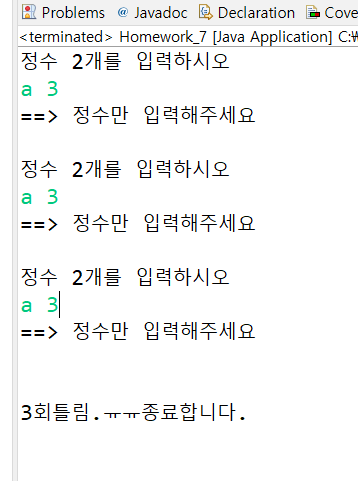 Problems @ Javadoc Declaration Cove
<terminated> Homework_7 [Java Application] C:₩
정수 2개를 입력하시오
a 3
==> 정수만 입력해주세요
정수 2개를 입력하시오
a 3
==> 정수만 입력해주세요
정수 2개를 입력하시오
a 3
==> 정수만 입력해주세요
3회틀림.ㅠㅠ종료합니다.